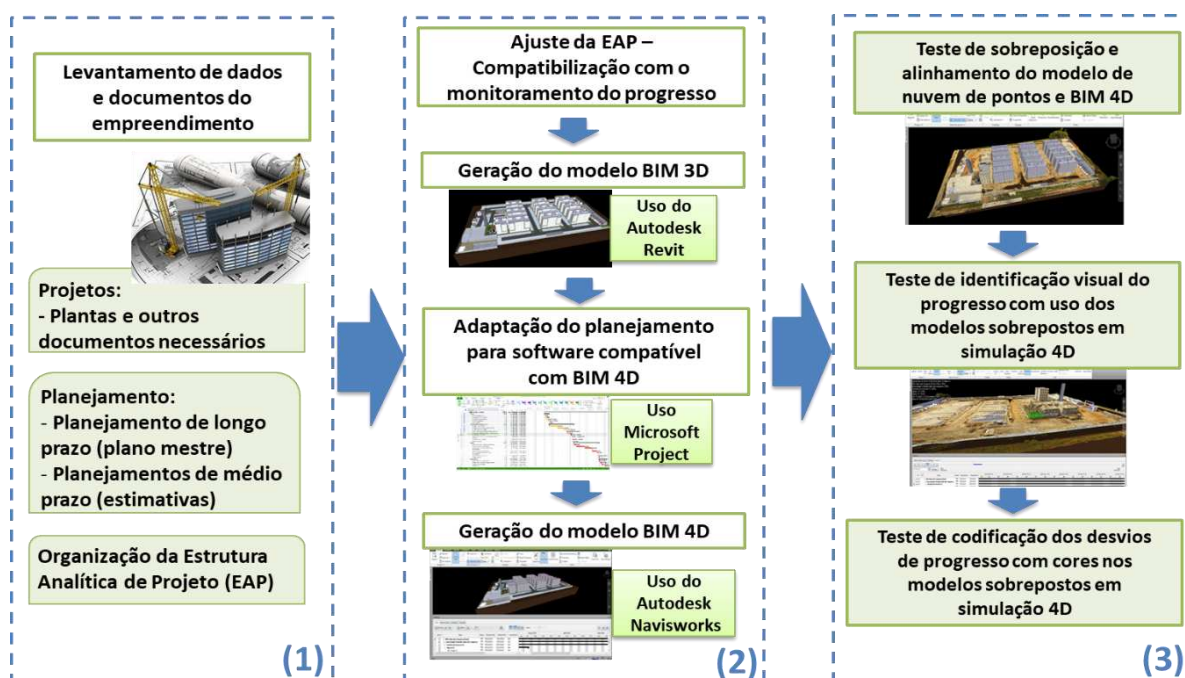 Levantamento de dados
e documentos do
empreendimento
Projetos:
- Plantas e outros
documentos necessários
Planejamento:
- Planejamento de longo
prazo (plano mestre)
- Planejamentos de médio
prazo (estimativas)
Organização da Estrutura
Analítica de Projeto (EAP)
(1)
Ajuste da EAP –
Compatibilização com o
monitoramento do progresso
Geração do modelo BIM 3D
Uso do
Autodesk
Revit
Adaptação do planejamento
para software compatível
com BIM 4D
Uso
Microsoft
Project
Geração do modelo BIM 4D
Uso do
Autodesk
Navisworks
(2)
Teste de sobreposição e
alinhamento do modelo de
nuvem de pontos e BIM 4D
Teste de identificação visual do
progresso com uso dos
modelos sobrepostos em
simulação 4D
Teste de codificação dos desvios
de progresso com cores nos
modelos sobrepostos em
simulação 4D
(3)